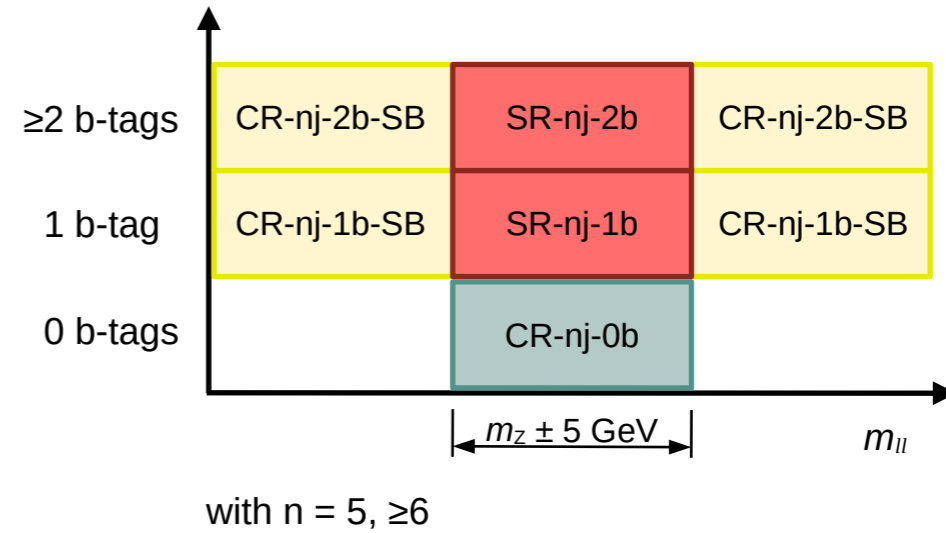 ≥2 b-tags CR-nj-2b-SB SR-nj-2b CR-nj-2b-SB
1 b-tag CR-nj-1b-SB SR-nj-1b CR-nj-1b-SB
0 b-tags CR-nj-0b
mZ ± 5 GeV
mll
with n = 5, ≥6